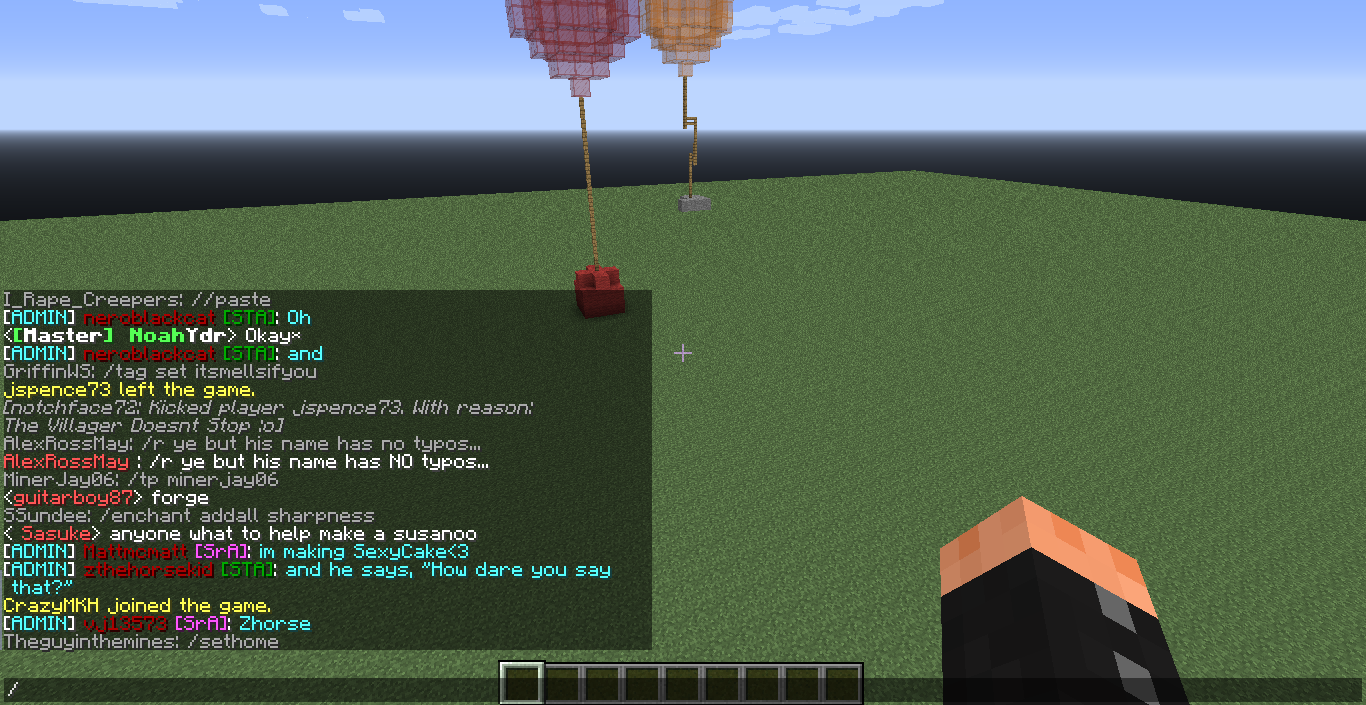 I_Rape_Creepers: //paste
[ADMIN] neroblackcat [STA]: Oh
<[Master] NoahYdr> Okay*
[ADMIN] neroblackcat [STA]: and
GriffinWS: /tag set itsmellsifyou
jspence73 left the game.
[notchface72: Kicked player jspence73. With reason:
The Villager Doesnt Stop :o]
AlexRossMay: /r ye but his name has no typos...
AlexRossMay : /r ye but his name has NO typos...
MinerJay06: /tp minerjay06
<guitarboy87> forge
SSundee: /enchant addall sharpness
< Sasuke> anyone what to help make a susanoo
[ADMIN] Mattmcmatt [SrA]: im making SexyCake<3
[ADMIN] zthehorsekid [STA]: and he says, "How dare you say
that?"
CrazyMKH joined the game.
[ADMIN] vj13573 [SrA]: Zhorse
Theguyinthemines: /sethome
/